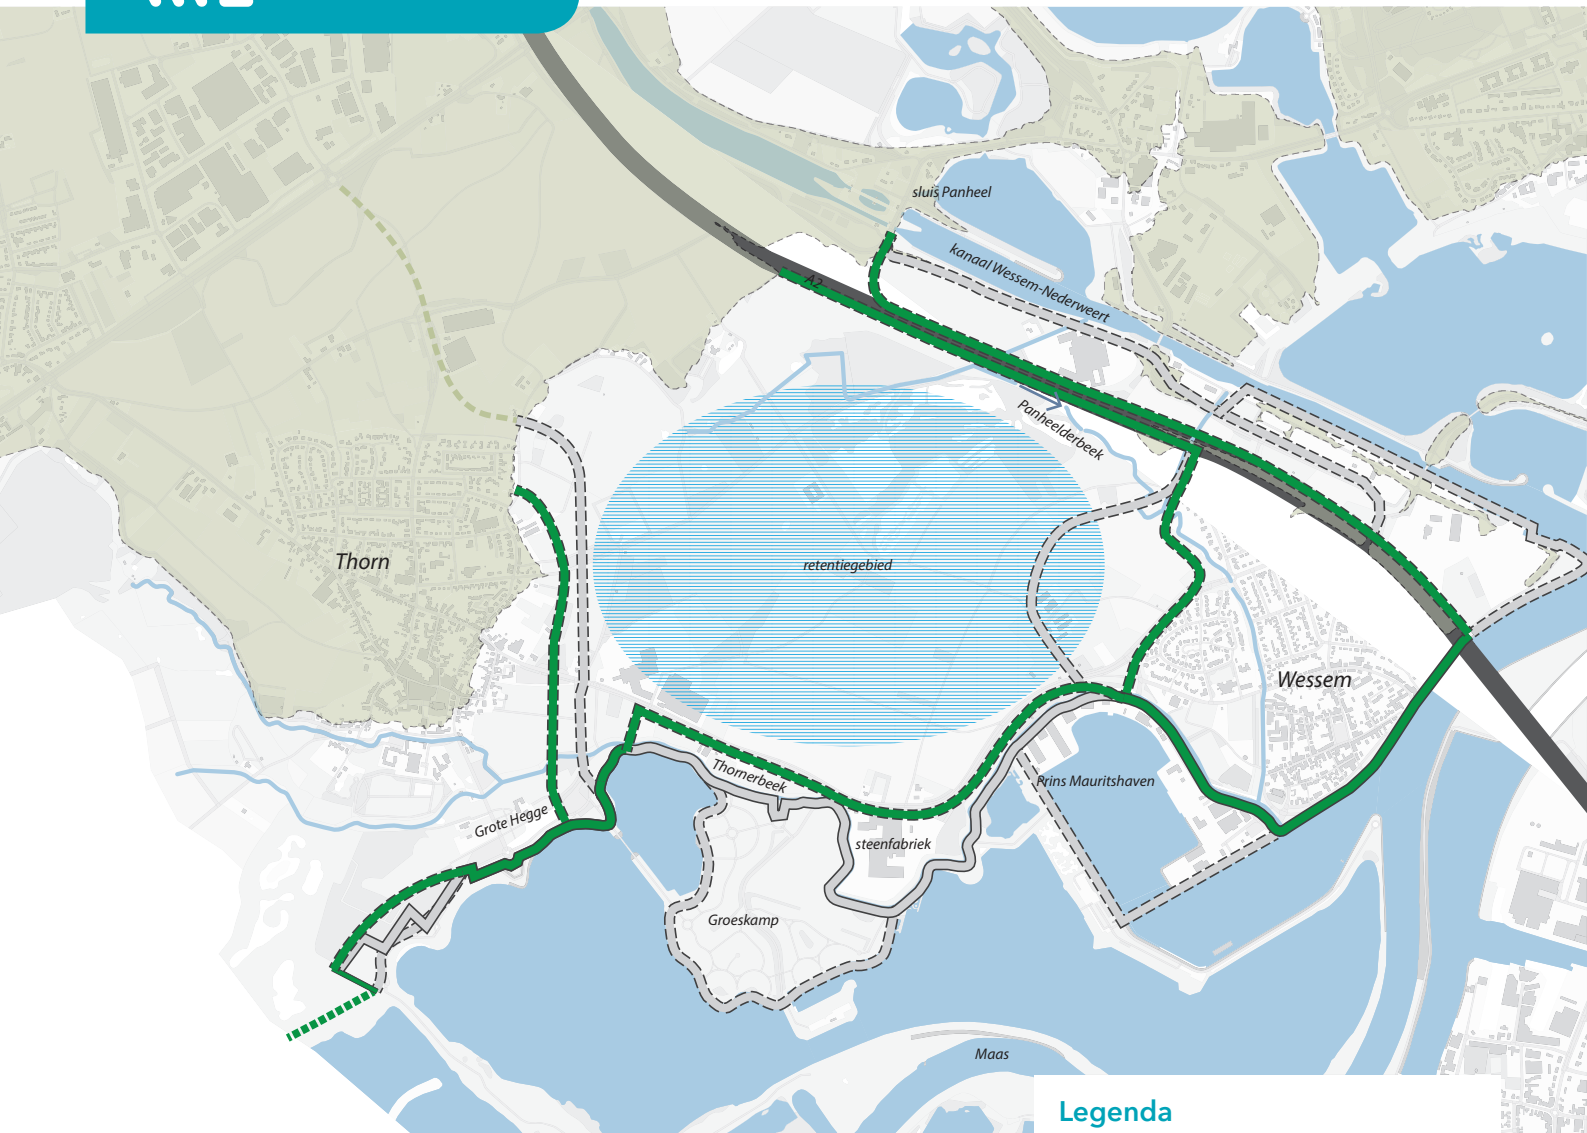 sluis Panheel
kanaal Wessem-Nederweert
A2
Panheelderbeek
Thorn
retentiegebied
Wessem
Thornerbeek
Prins Mauritshaven
Grote Hegge
steenfabriek
Groeskamp
Maas
Legenda